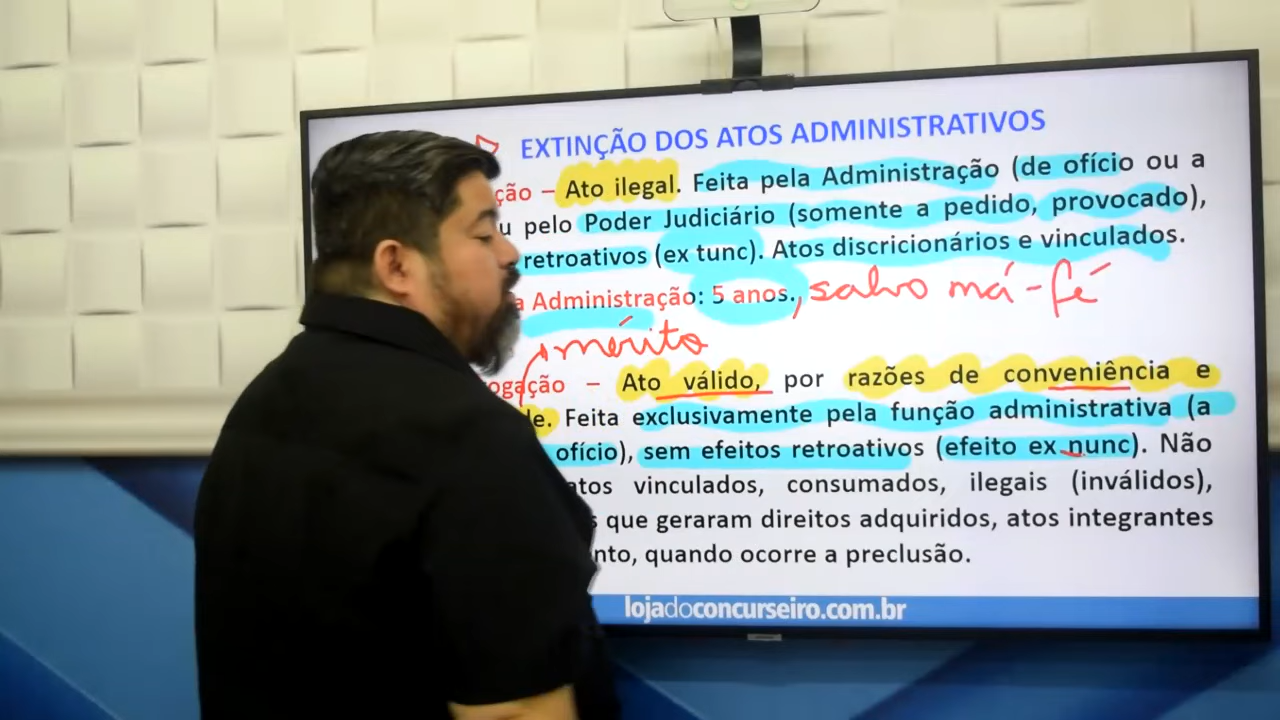 EXTINÇÃO DOS ATOS ADMINISTRATIVOS
ção – Ato ilegal. Feita pela Administração (de ofício ou a
u pelo Poder Judiciário (somente a pedido, provocado),
retroativos (ex tunc). Atos discricionários e vinculados.
a Administração: 5 anos., salvo má-fé
mérito
ogação – Ato válido, por razões de conveniência e
de. Feita exclusivamente pela função administrativa (a
ofício), sem efeitos retroativos (efeito ex nunc). Não
atos vinculados, consumados, ilegais (inválidos),
s que geraram direitos adquiridos, atos integrantes
nto, quando ocorre a preclusão.
lojadoconcurseiro.com.br